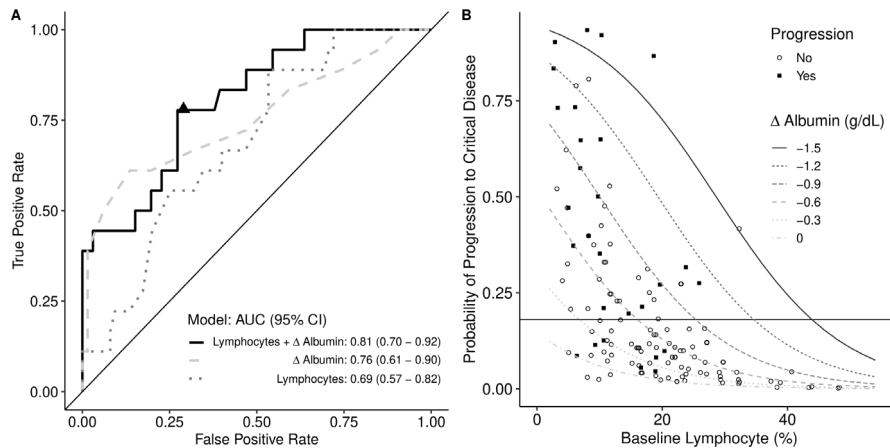 A
1.00
0.75
0.50
0.25
0.00
True Positive Rate
0.00 0.25 0.50 0.75 1.00
False Positive Rate
Model: AUC (95% CI)
Lymphocytes + Δ Albumin: 0.81 (0.70 − 0.92)
Δ Albumin: 0.76 (0.61 − 0.90)
Lymphocytes: 0.69 (0.57 − 0.82)
B
0.75
0.50
0.25
0.00
Probability of Progression to Critical Disease
0 20 40
Baseline Lymphocyte (%)
Progression
No
Yes
Δ Albumin (g/dL)
−1.5
−1.2
−0.9
−0.6
−0.3
0